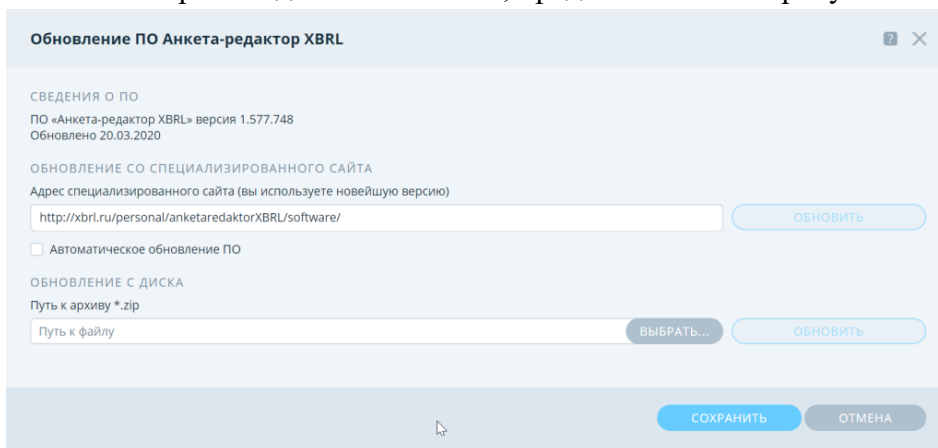 Обновление ПО Анкета-редактор XBRL
СВЕДЕНИЯ О ПО
ПО «Анкета-редактор XBRL» версия 1.577.748
Обновлено 20.03.2020
ОБНОВЛЕНИЕ СО СПЕЦИАЛИЗИРОВАННОГО САЙТА
Адрес специализированного сайта (вы используете новейшую версию)
http://xbrl.ru/personal/anketaredaktorXBRL/software/
ОБНОВИТЬ
Автоматическое обновление ПО
ОБНОВЛЕНИЕ С ДИСКА
Путь к архиву *.zip
Путь к файлу
ВЫБРАТЬ...
ОБНОВИТЬ
СОХРАНИТЬ
ОТМЕНА